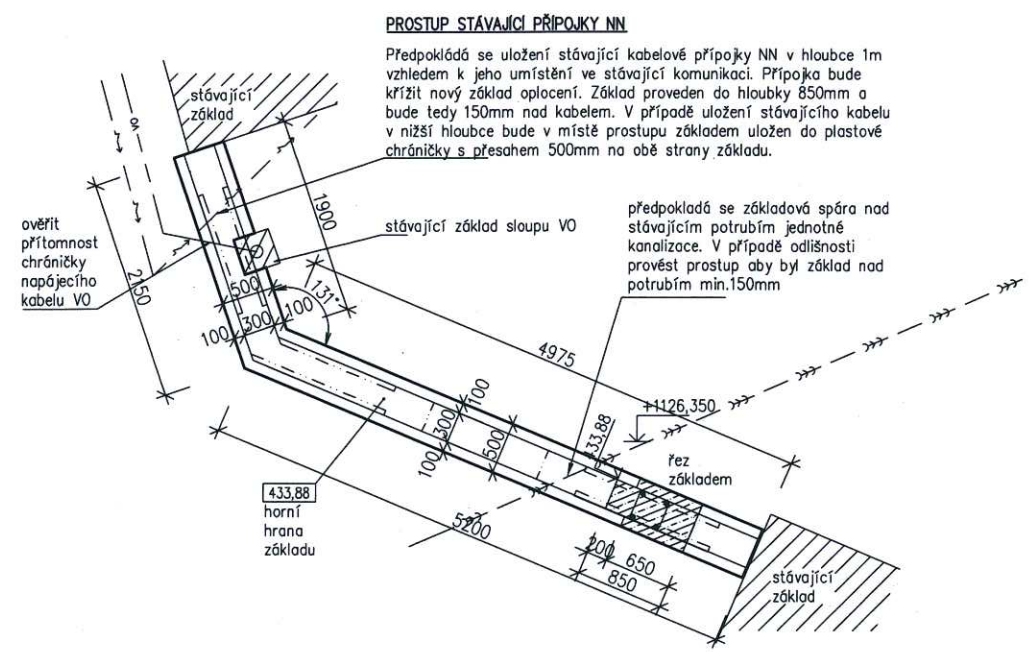 PROSTUP STÁVAJÍCÍ PŘÍPOJKY NN
Předpokládá se uložení stávající kabelové přípojky NN v hloubce 1m
vzhledem k jeho umístění ve stávající komunikaci. Přípojka bude
křížit nový základ oplocení. Základ proveden do hloubky 850mm a
bude tedy 150mm nad kabelem. V případě uložení stávajícího kabelu
v nižší hloubce bude v místě prostupu základem uložen do plastové
chráničky s přesahem 500mm na obě strany základu.
stávající
základ
ověřit
přítomnost
chráničky
napájecího
kabelu VO
stávající základ sloupu VO
předpokladá se základová spára nad
stávajícím potrubím jednotné
kanalizace. V případě odlišnosti
provést prostup aby byl základ nad
potrubím min.150mm
1900
2150
500
131°
100
300
100
4975
100
300
500
100
+1126,350
433,88
řez
základem
433,88
horní
hrana
základu
5200
200
650
850
stávající
základ